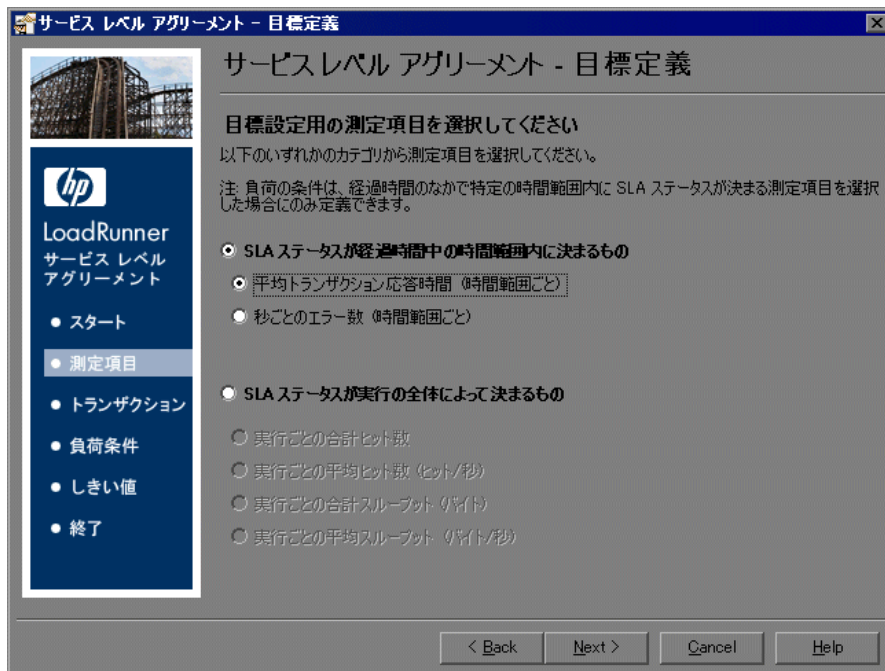 サービス レベル アグリーメント - 目標定義
サービス レベル アグリーメント - 目標定義
hp
LoadRunner
サービス レベル
アグリーメント
スタート
測定項目
トランザクション
負荷条件
しきい値
終了
目標設定用の測定項目を選択してください
以下のいずれかのカテゴリから測定項目を選択してください。
注: 負荷の条件は、経過時間のなかで特定の時間範囲内に SLA ステータスが決まる測定項目を選択
した場合にのみ定義できます。
SLA ステータスが経過時間中の時間範囲内に決まるもの
平均トランザクション応答時間 (時間範囲ごと)
秒ごとのエラー数 (時間範囲ごと)
SLA ステータスが実行の全体によって決まるもの
実行ごとの合計ヒット数
実行ごとの平均ヒット数 (ヒット/秒)
実行ごとの合計スループット (バイト)
実行ごとの平均スループット (バイト/秒)
< Back
Next >
Cancel
Help